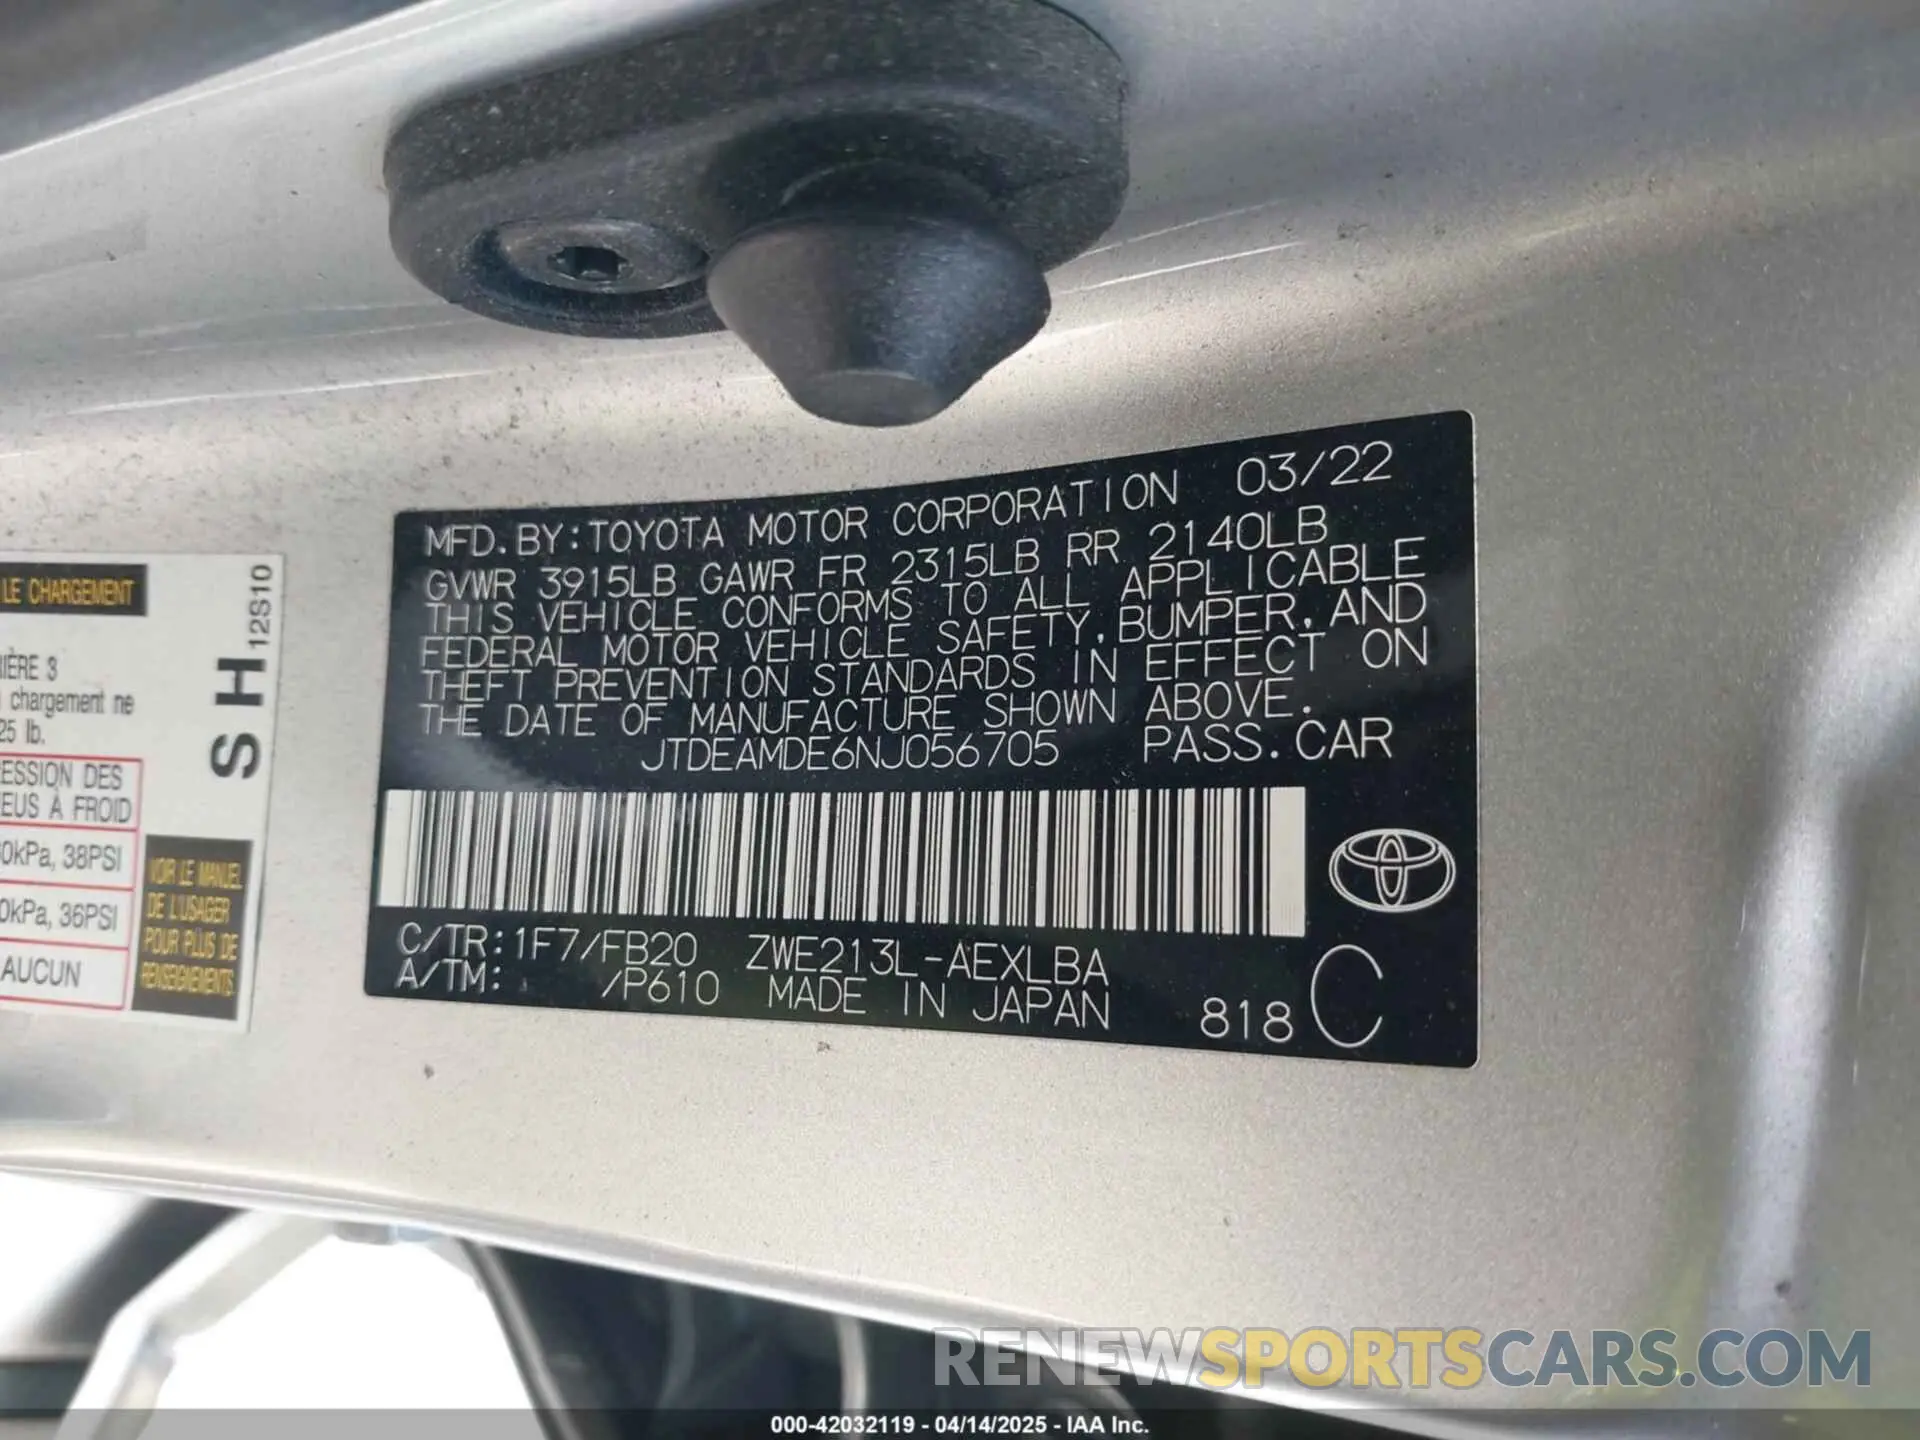 MFD. BY: TOYOTA MOTOR CORPORATION 03/22
GVWR 3915LB GAWR FR 2315LB RR 2140LB
THIS VEHICLE CONFORMS TO ALL APPLICABLE
FEDERAL MOTOR VEHICLE SAFETY, BUMPER, AND
THEFT PREVENTION STANDARDS IN EFFECT ON
THE DATE OF MANUFACTURE SHOWN ABOVE.
JTDEAMDE6NJ056705 PASS. CAR
C/TR: 1F7/FB20 ZWE213L-AEXLBA
A/TM: /P610 MADE IN JAPAN
818 C
LE CHARGEMENT
IÈRE 3
chargement ne
25 lb.
ESSION DES
EUS À FROID
0kPa, 38PSI
0kPa, 36PSI
AUCUN
VOIR LE MANUEL
DE L'USAGER
POUR PLUS DE
RENSEIGNEMENTS
S H 12S10
RENEWSPORTSCARS.COM
000-42032119 - 04/14/2025 - IAA Inc.